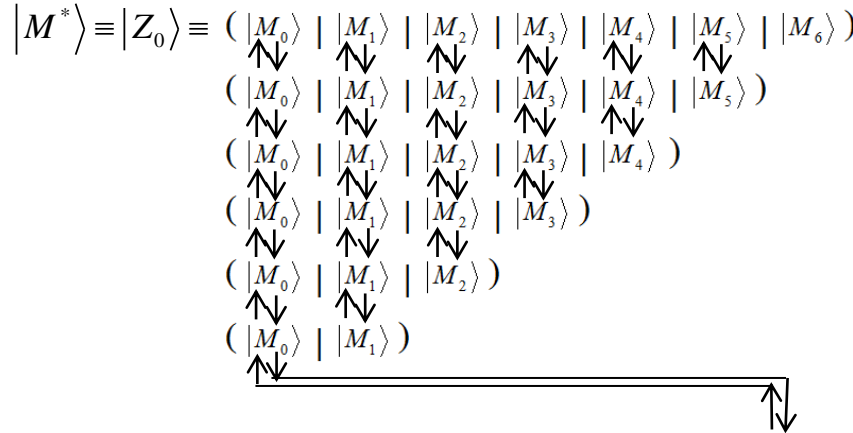 |M*⟩ ≡ |Z₀⟩ ≡ ( |M₀⟩ | |M₁⟩ | |M₂⟩ | |M₃⟩ | |M₄⟩ | |M₅⟩ | |M₆⟩ )
( |M₀⟩ | |M₁⟩ | |M₂⟩ | |M₃⟩ | |M₄⟩ | |M₅⟩ )
( |M₀⟩ | |M₁⟩ | |M₂⟩ | |M₃⟩ | |M₄⟩ )
( |M₀⟩ | |M₁⟩ | |M₂⟩ | |M₃⟩ )
( |M₀⟩ | |M₁⟩ | |M₂⟩ )
( |M₀⟩ | |M₁⟩ )